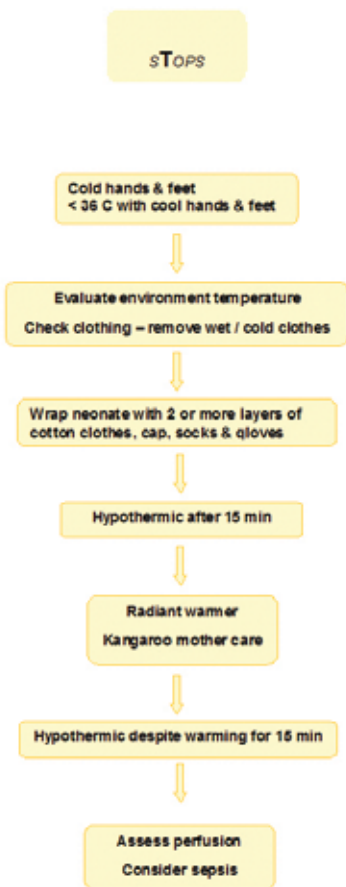 sTOPS
Cold hands & feet
< 36 C with cool hands & feet
Evaluate environment temperature
Check clothing – remove wet / cold clothes
Wrap neonate with 2 or more layers of
cotton clothes, cap, socks & gloves
Hypothermic after 15 min
Radiant warmer
Kangaroo mother care
Hypothermic despite warming for 15 min
Assess perfusion
Consider sepsis